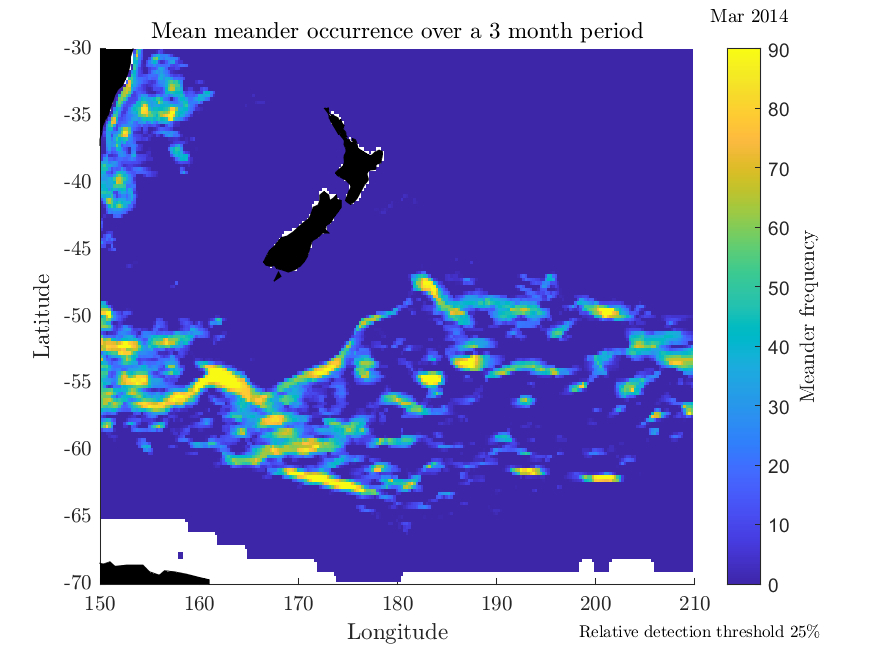 Mar 2014
Mean meander occurrence over a 3 month period
-30
-35
-40
-45
-50
-55
-60
-65
-70
Latitude
150 160 170 180 190 200 210
Longitude
90
80
70
60
50
40
30
20
10
0
Meander frequency
Relative detection threshold 25%